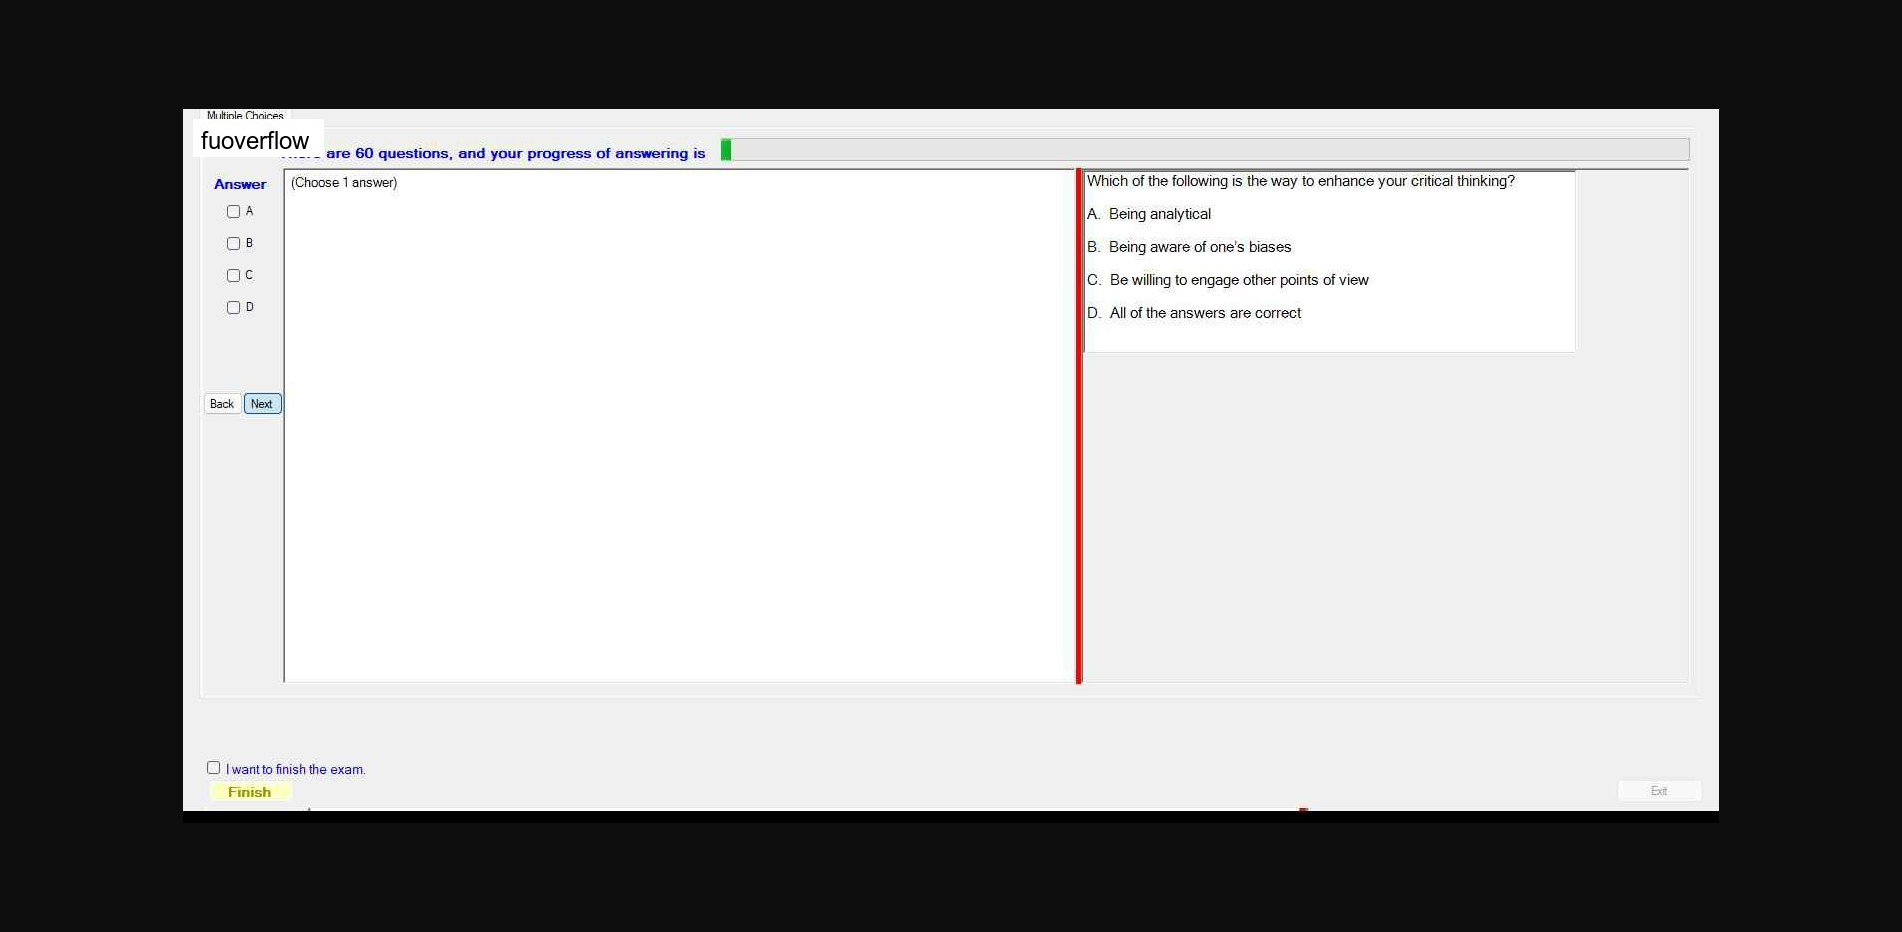 Multiple Choices
fuoverflow
are 60 questions, and your progress of answering is
Answer
(Choose 1 answer)
A
B
C
D
Back
Next
Which of the following is the way to enhance your critical thinking?
A. Being analytical
B. Being aware of one's biases
C. Be willing to engage other points of view
D. All of the answers are correct
I want to finish the exam.
Finish
Exit